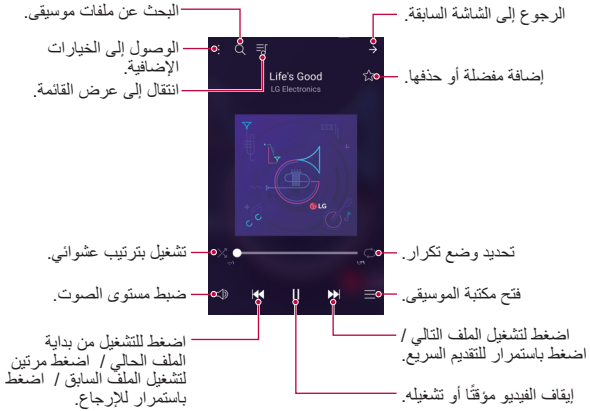 البحث عن ملفات موسيقى.
الرجوع إلى الشاشة السابقة.
الوصول إلى الخيارات
الإضافية.
انتقال إلى عرض القائمة.
إضافة مفضلة أو حذفها.
Life's Good
LG Electronics
LG
تشغيل بترتيب عشوائي.
تحديد وضع تكرار.
ضبط مستوى الصوت.
فتح مكتبة الموسيقى.
اضغط للتشغيل من بداية
الملف الحالي / اضغط مرتين
لتشغيل الملف السابق / اضغط
باستمرار للإرجاع.
اضغط لتشغيل الملف التالي /
اضغط باستمرار للتقديم السريع.
إيقاف الفيديو مؤقتًا أو تشغيله.